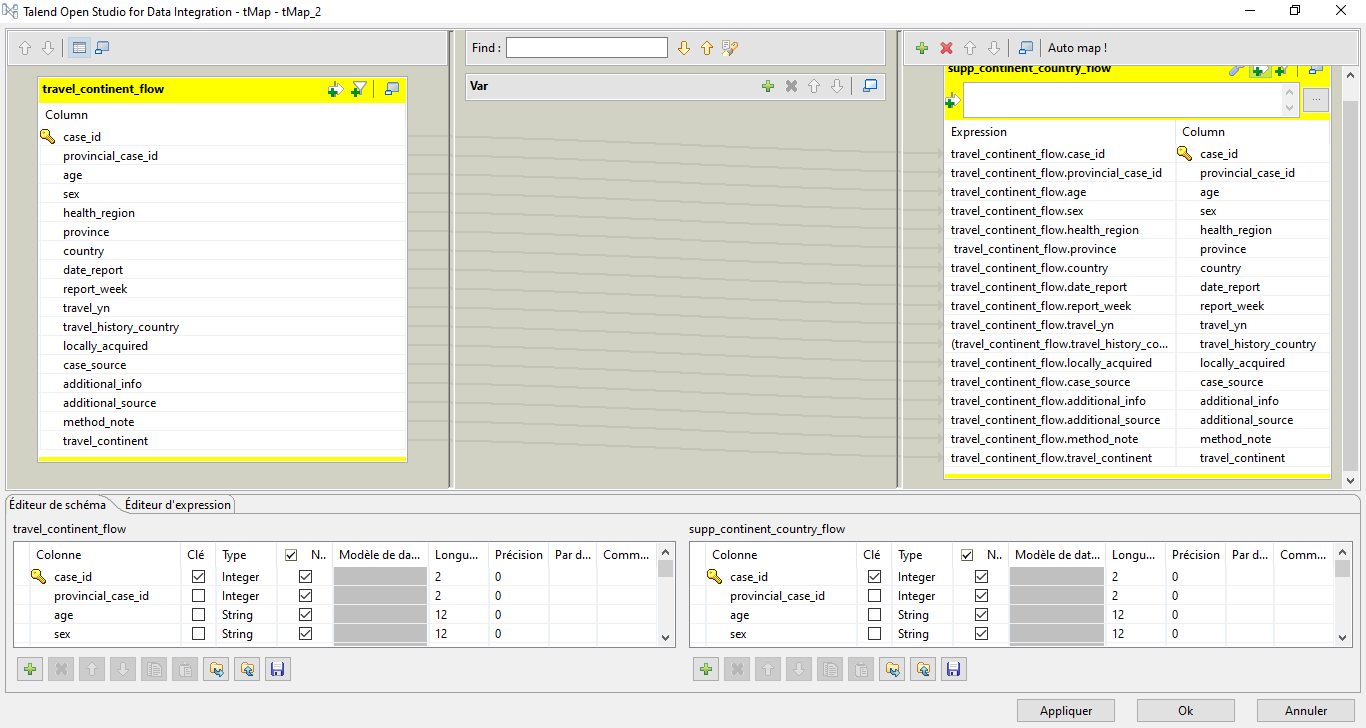 Talend Open Studio for Data Integration - tMap - tMap_2
Find :
Auto map !
travel_continent_flow
Column
case_id
provincial_case_id
age
sex
health_region
province
country
date_report
report_week
travel_yn
travel_history_country
locally_acquired
case_source
additional_info
additional_source
method_note
travel_continent
Var
supp_continent_country_flow
...
Expression Column
travel_continent_flow.case_id case_id
travel_continent_flow.provincial_case_id provincial_case_id
travel_continent_flow.age age
travel_continent_flow.sex sex
travel_continent_flow.health_region health_region
travel_continent_flow.province province
travel_continent_flow.country country
travel_continent_flow.date_report date_report
travel_continent_flow.report_week report_week
travel_continent_flow.travel_yn travel_yn
(travel_continent_flow.travel_history_co... travel_history_country
travel_continent_flow.locally_acquired locally_acquired
travel_continent_flow.case_source case_source
travel_continent_flow.additional_info additional_info
travel_continent_flow.additional_source additional_source
travel_continent_flow.method_note method_note
travel_continent_flow.travel_continent travel_continent
Éditeur de schéma Éditeur d'expression
travel_continent_flow
Colonne Clé Type N.. Modèle de da... Longu... Précision Par d... Comm...
case_id Integer 2 0
provincial_case_id Integer 2 0
age String 12 0
sex String 12 0
supp_continent_country_flow
Colonne Clé Type N.. Modèle de dat... Longu... Précision Par d... Comm...
case_id Integer 2 0
provincial_case_id Integer 2 0
age String 12 0
sex String 12 0
Appliquer Ok Annuler